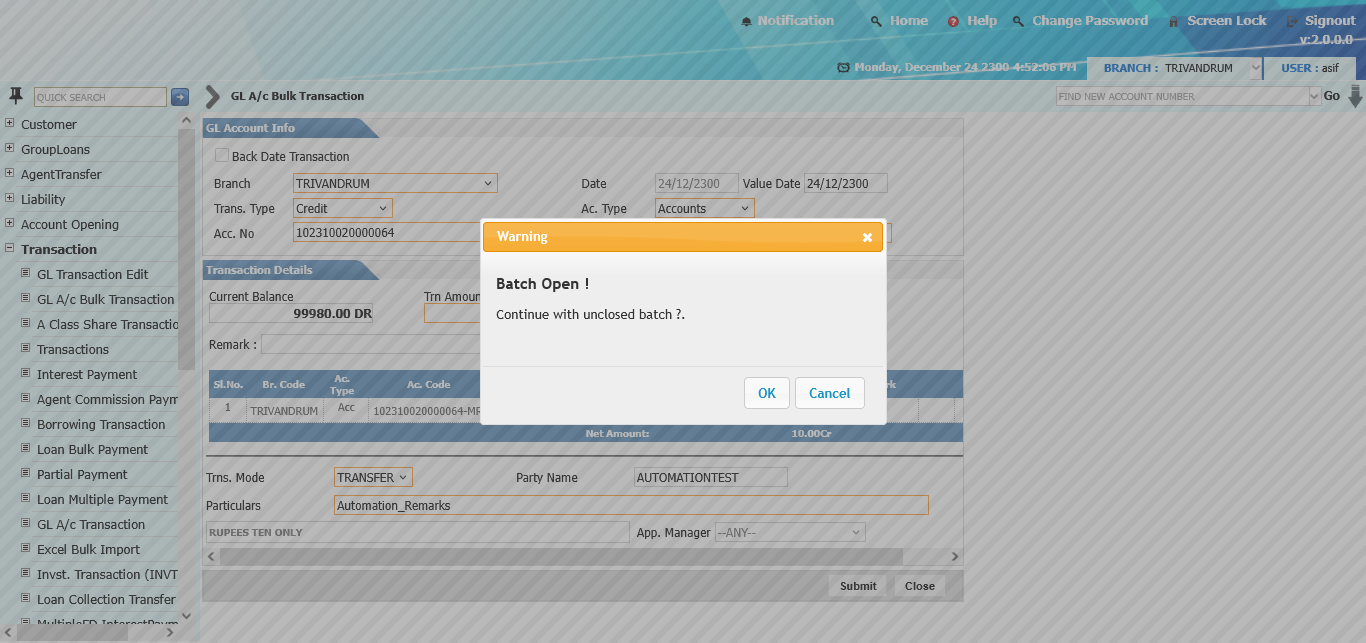 Notification Home Help Change Password Screen Lock Signout
v:2.0.0.0
Monday, December 24 2300 4:52:06 PM BRANCH : TRIVANDRUM USER : asif
QUICK SEARCH
GL A/c Bulk Transaction
FIND NEW ACCOUNT NUMBER Go
Customer
GroupLoans
AgentTransfer
Liability
Account Opening
Transaction
GL Transaction Edit
GL A/c Bulk Transaction
A Class Share Transactio
Transactions
Interest Payment
Agent Commission Paym
Borrowing Transaction
Loan Bulk Payment
Partial Payment
Loan Multiple Payment
GL A/c Transaction
Excel Bulk Import
Invst. Transaction (INVT
Loan Collection Transfer
MultipleFD InterestPaym
GL Account Info
Back Date Transaction
Branch TRIVANDRUM Date 24/12/2300 Value Date 24/12/2300
Trans. Type Credit Ac. Type Accounts
Acc. No 102310020000064
Transaction Details
Current Balance Trn Amoun
99980.00 DR
Remark :
Sl.No. Br. Code Ac. Type Ac. Code rk
1 TRIVANDRUM Acc 102310020000064-MR
Net Amount: 10.00Cr
Trns. Mode TRANSFER Party Name AUTOMATIONTEST
Particulars Automation_Remarks
RUPEES TEN ONLY App. Manager --ANY--
Submit Close
Warning
Batch Open !
Continue with unclosed batch ?.
OK Cancel